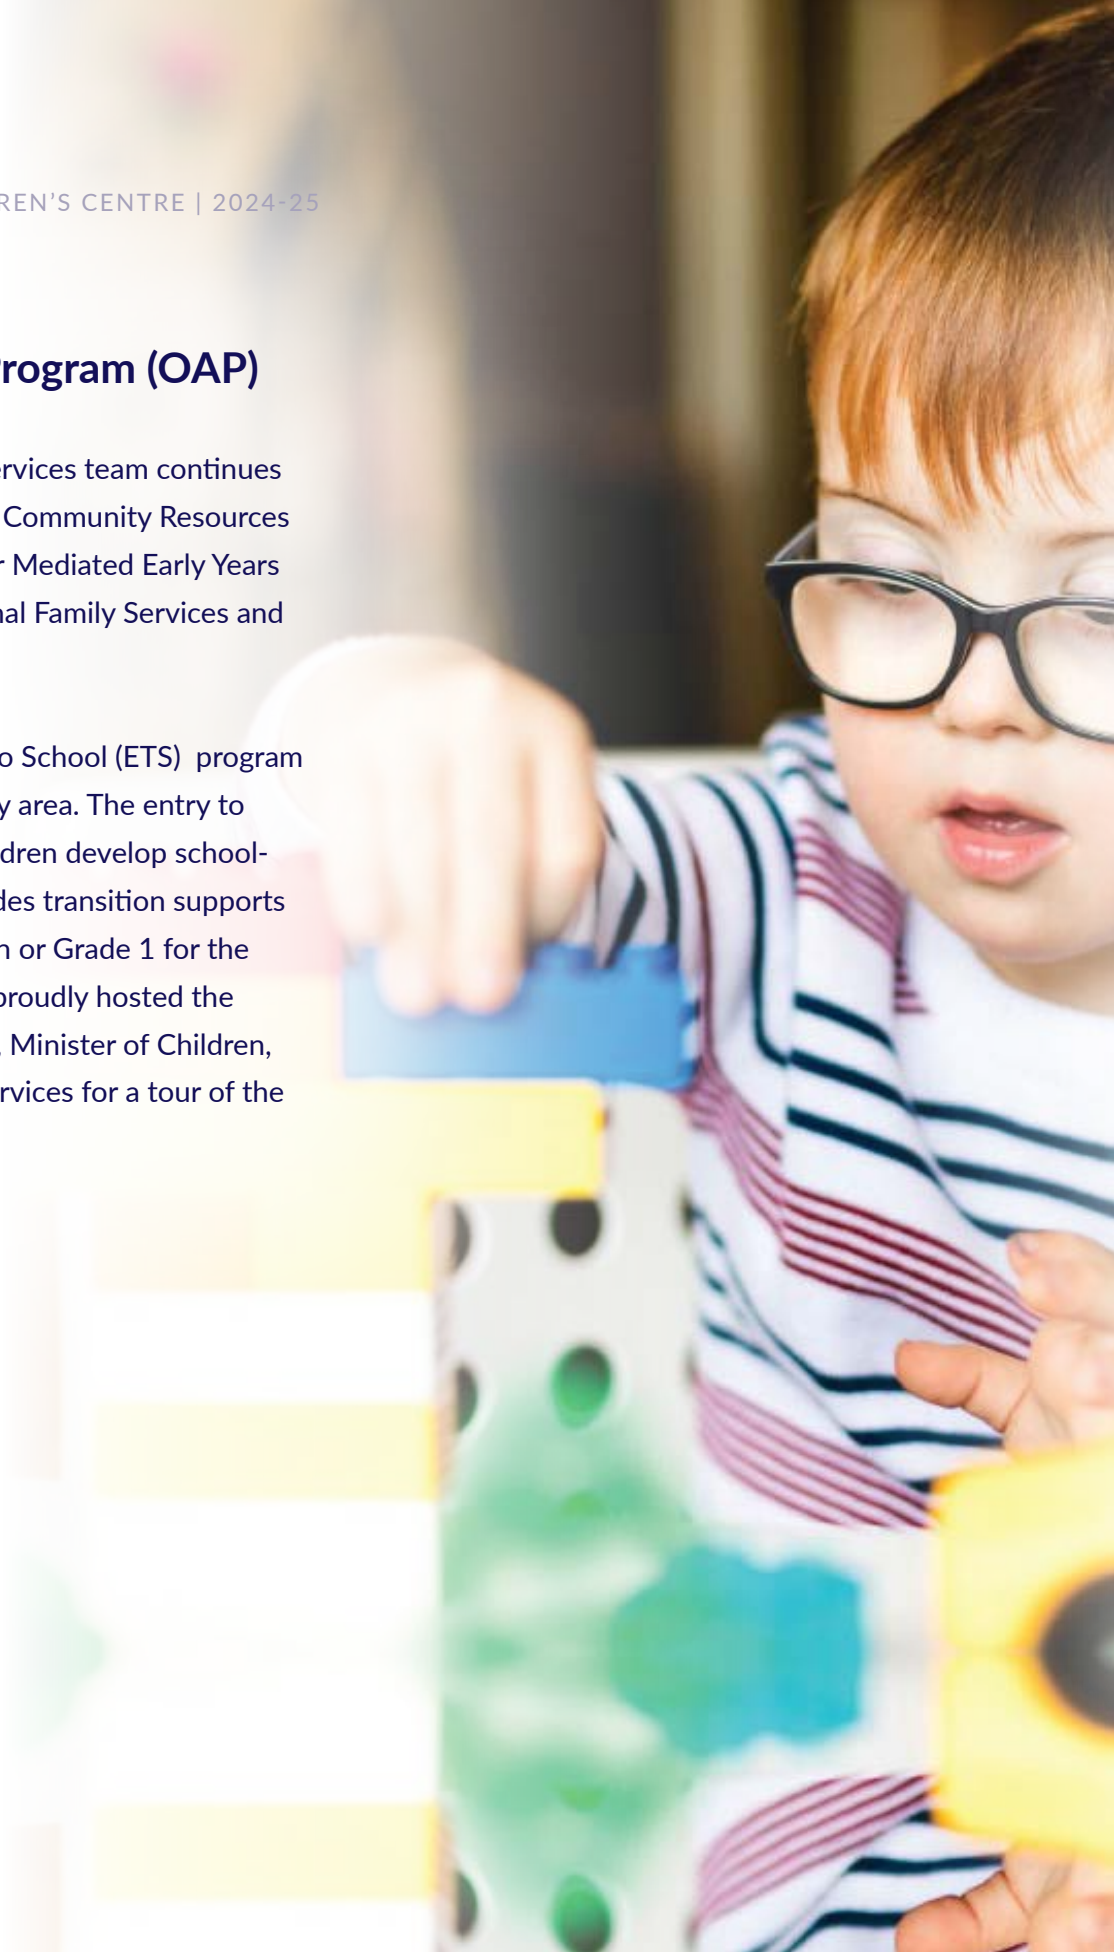 REN’S CENTRE | 2024-25
rogram (OAP)
ervices team continues
Community Resources
r Mediated Early Years
nal Family Services and
o School (ETS) program
y area. The entry to
dren develop school-
des transition supports
n or Grade 1 for the
proudly hosted the
, Minister of Children,
rvices for a tour of the